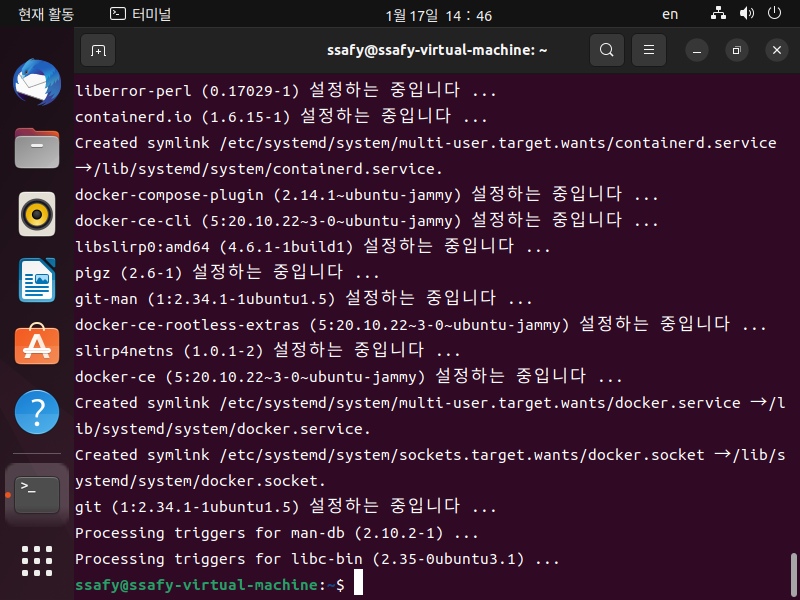 현재 활동 터미널 1월 17일 14 : 46 en
ssafy@ssafy-virtual-machine: ~
liberror-perl (0.17029-1) 설정하는 중입니다 ...
containerd.io (1.6.15-1) 설정하는 중입니다 ...
Created symlink /etc/systemd/system/multi-user.target.wants/containerd.service
→/lib/systemd/system/containerd.service.
docker-compose-plugin (2.14.1~ubuntu-jammy) 설정하는 중입니다 ...
docker-ce-cli (5:20.10.22~3-0~ubuntu-jammy) 설정하는 중입니다 ...
libslirp0:amd64 (4.6.1-1build1) 설정하는 중입니다 ...
pigz (2.6-1) 설정하는 중입니다 ...
git-man (1:2.34.1-1ubuntu1.5) 설정하는 중입니다 ...
docker-ce-rootless-extras (5:20.10.22~3-0~ubuntu-jammy) 설정하는 중입니다 ...
slirp4netns (1.0.1-2) 설정하는 중입니다 ...
docker-ce (5:20.10.22~3-0~ubuntu-jammy) 설정하는 중입니다 ...
Created symlink /etc/systemd/system/multi-user.target.wants/docker.service →/l
ib/systemd/system/docker.service.
Created symlink /etc/systemd/system/sockets.target.wants/docker.socket →/lib/s
ystemd/system/docker.socket.
git (1:2.34.1-1ubuntu1.5) 설정하는 중입니다 ...
Processing triggers for man-db (2.10.2-1) ...
Processing triggers for libc-bin (2.35-0ubuntu3.1) ...
ssafy@ssafy-virtual-machine:~$